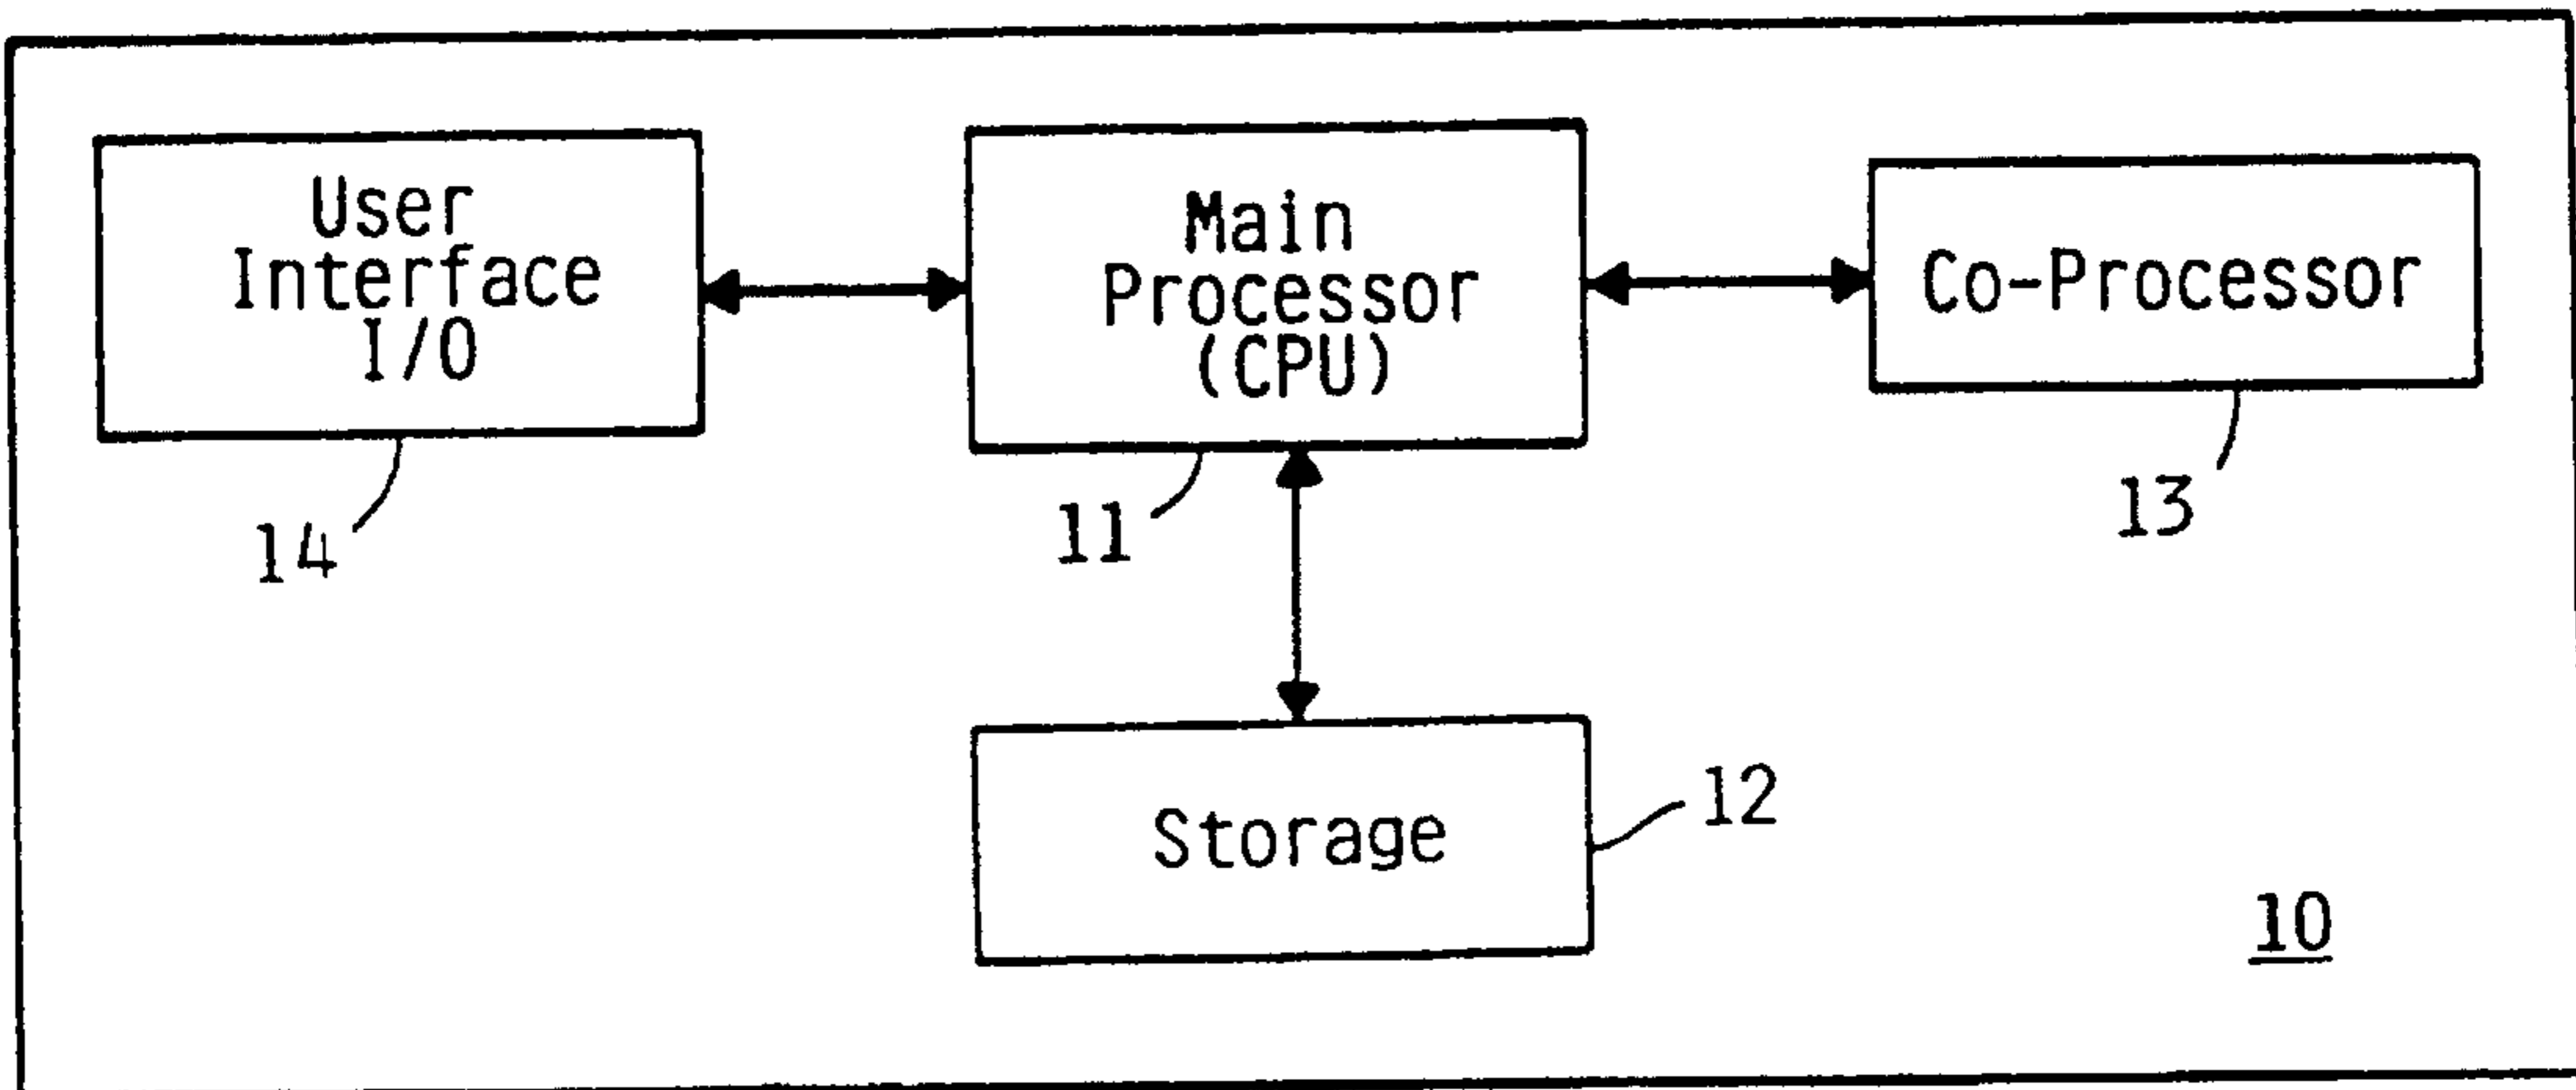 User
Interface
I/O
14
Main
Processor
(CPU)
11
Co-Processor
13
Storage
12
10